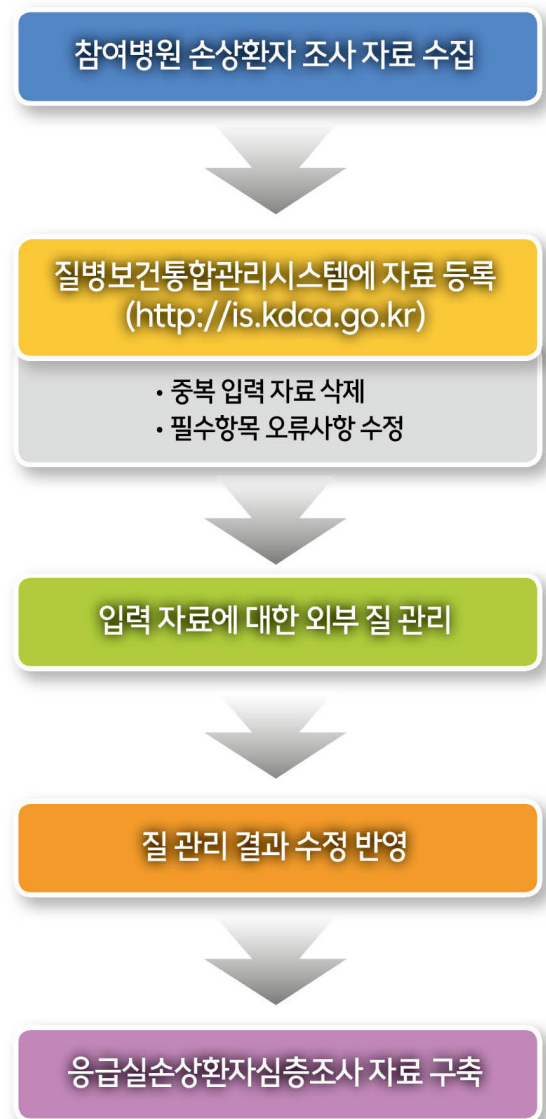 참여병원 손상환자 조사 자료 수집
질병보건통합관리시스템에 자료 등록
(http://is.kdca.go.kr)
• 중복 입력 자료 삭제
• 필수항목 오류사항 수정
입력 자료에 대한 외부 질 관리
질 관리 결과 수정 반영
응급실손상환자심층조사 자료 구축